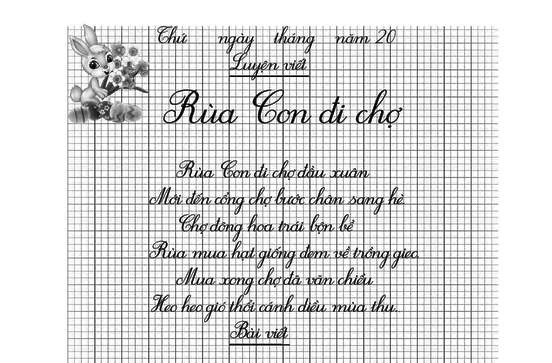 Thứ ngày tháng năm 20
Luyện viết
Rùa Con đi chợ
Rùa Con đi chợ đầu xuân
Mới đến cổng chợ bước chân sang hè.
Chợ đông hoa trái bộn bề
Rùa mua hạt giống đem về trồng gieo.
Mua xong chợ đã vãn chiều
Heo heo gió thổi cánh diều mùa thu.
Bài viết